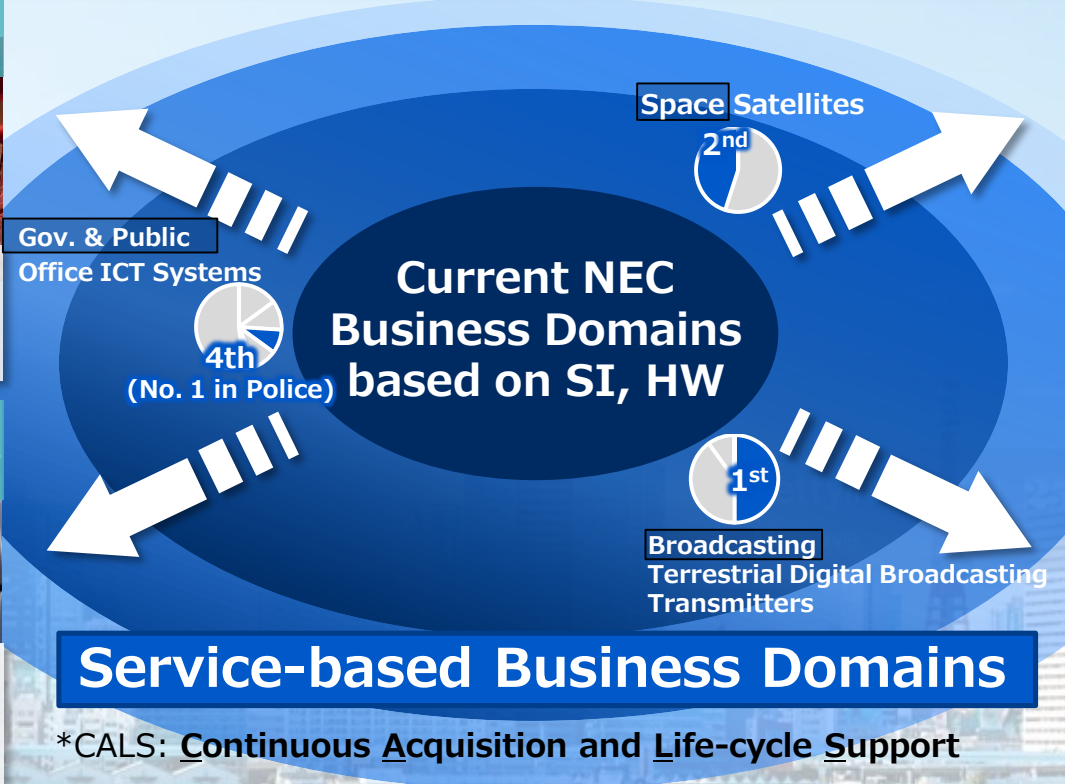 Space Satellites
2nd
Gov. & Public
Office ICT Systems
4th
(No. 1 in Police)
Current NEC
Business Domains
based on SI, HW
1st
Broadcasting
Terrestrial Digital Broadcasting
Transmitters
Service-based Business Domains
*CALS: Continuous Acquisition and Life-cycle Support